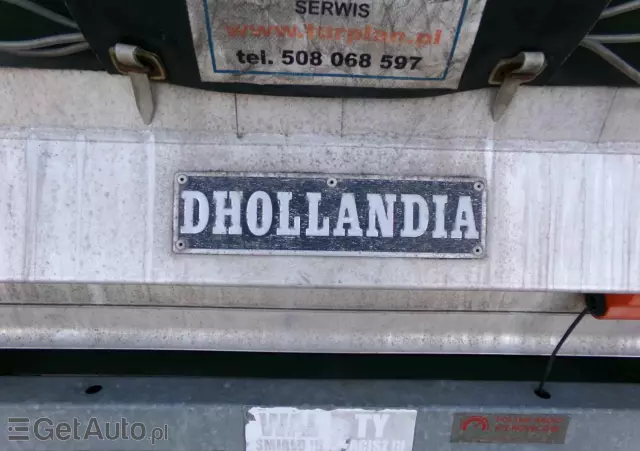 SERWIS
www.turplan.pl
tel. 508 068 597
DHOLLANDIA
GetAuto.pl